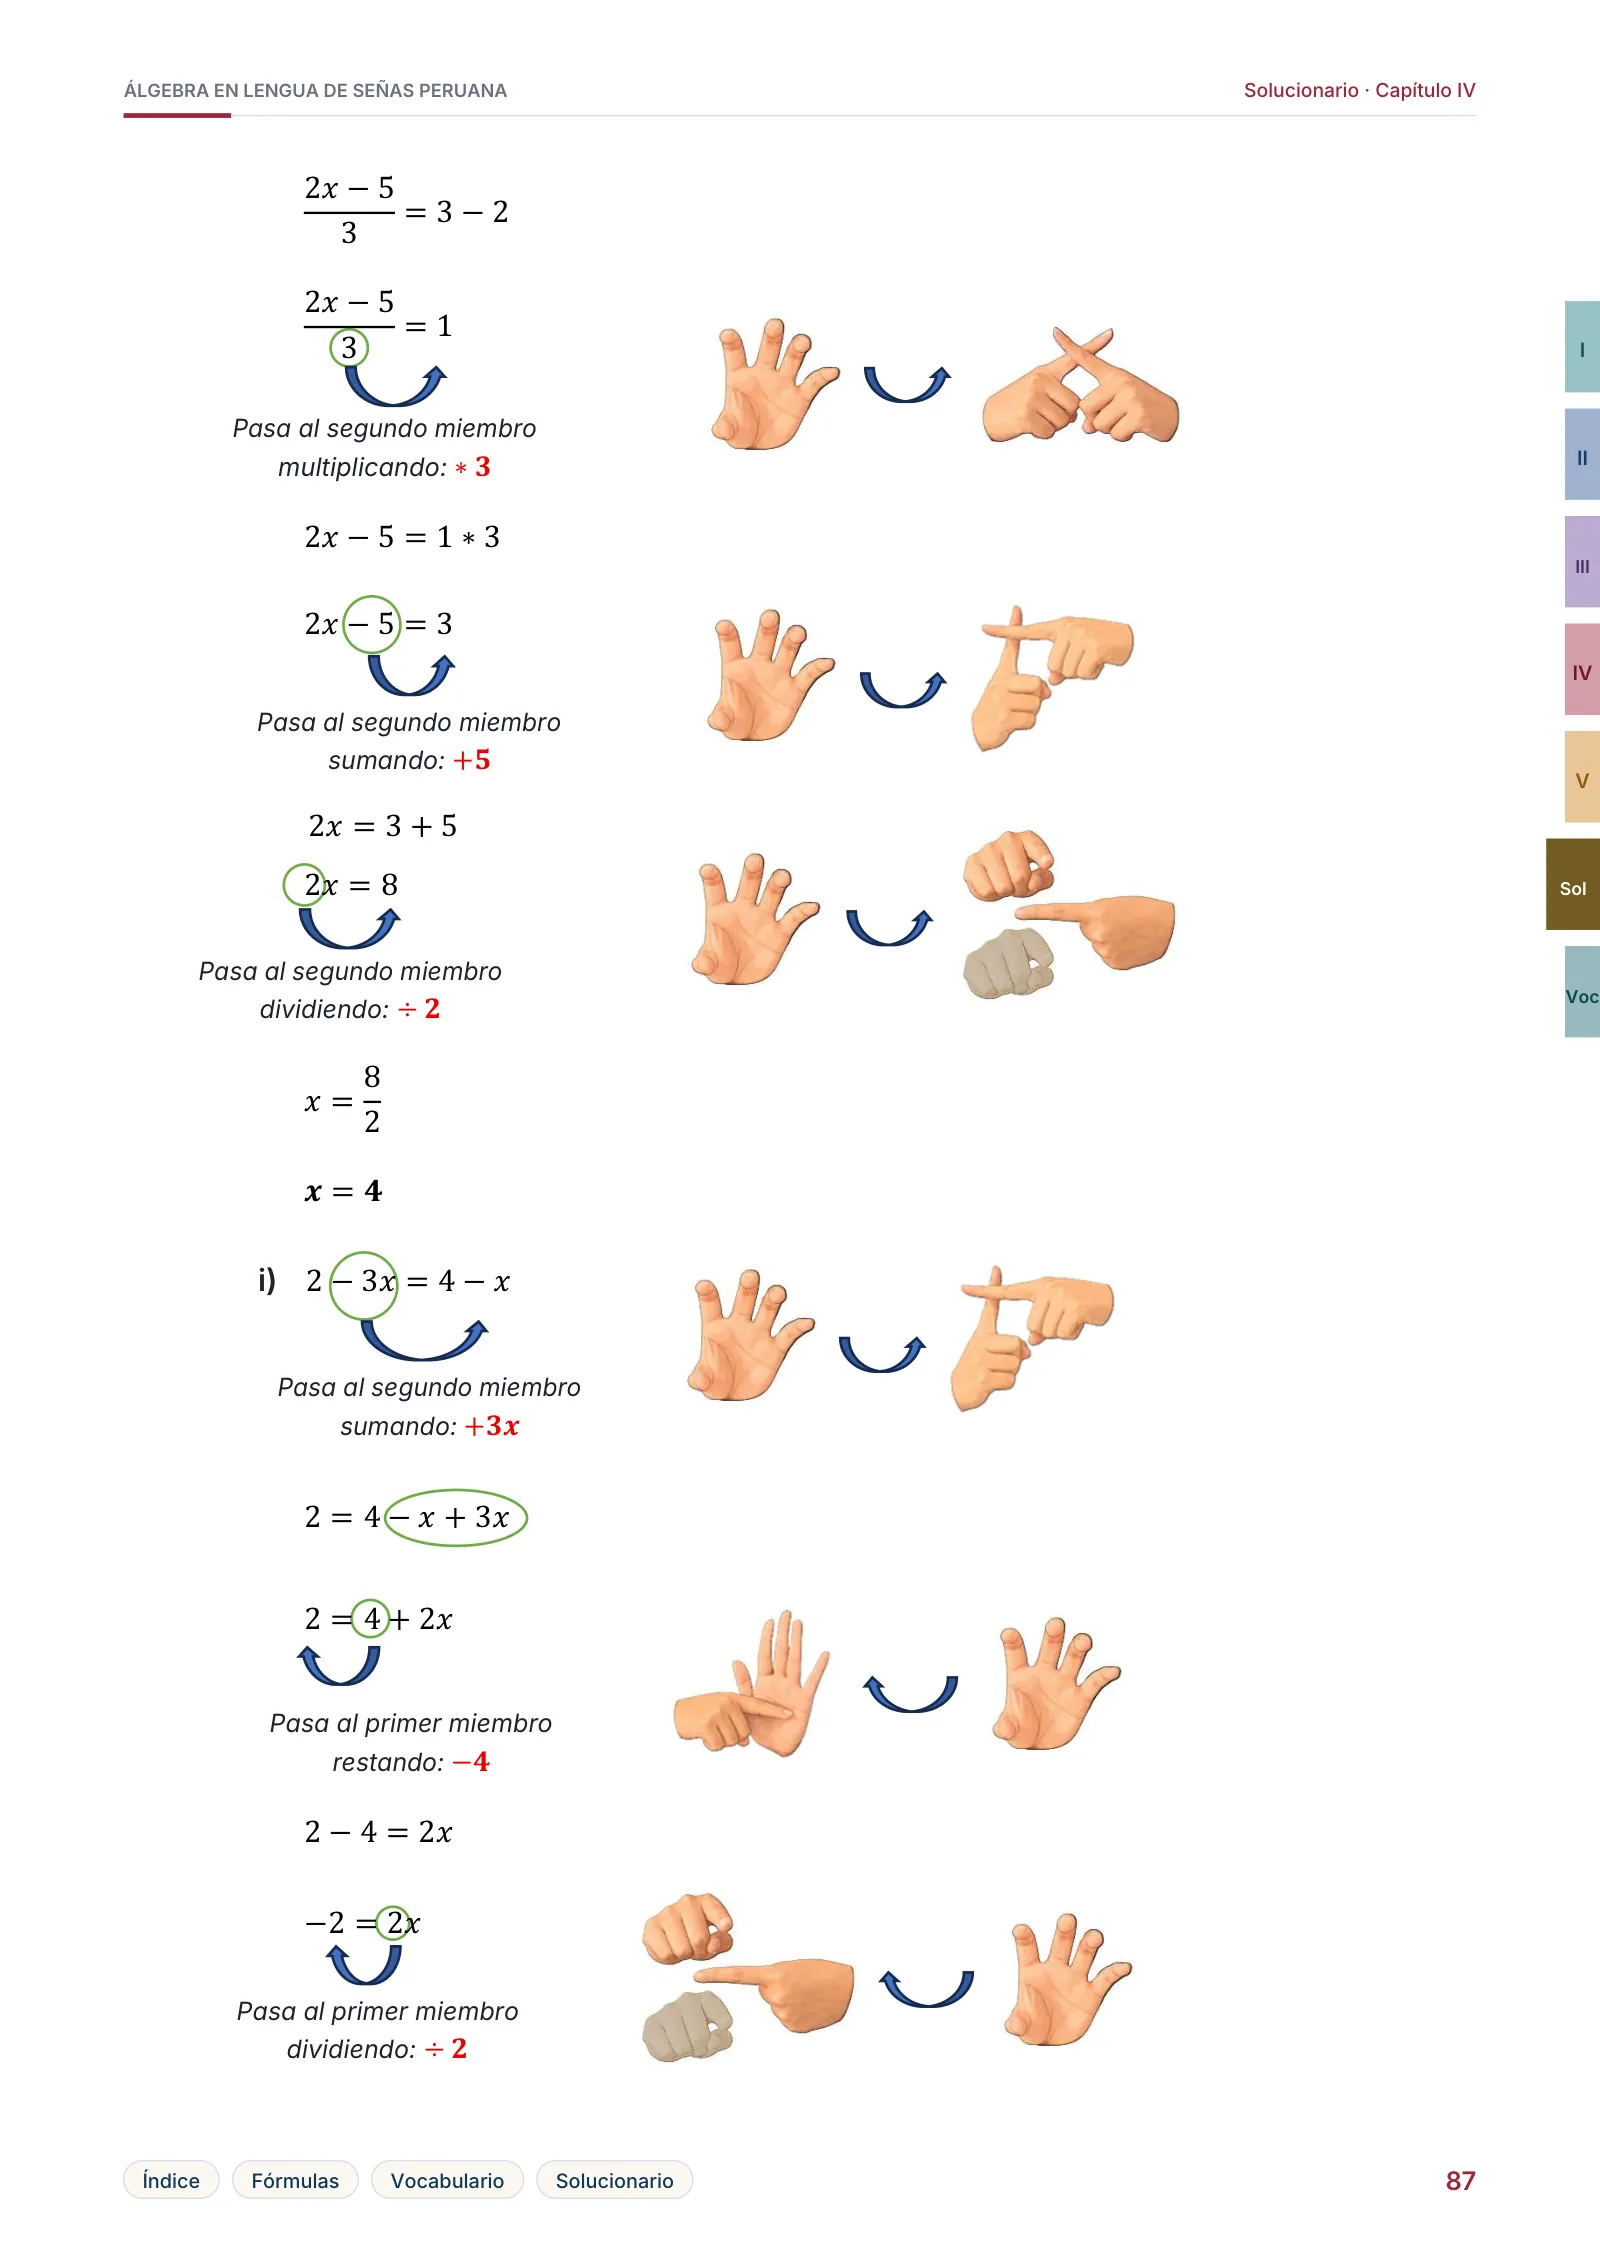 ÁLGEBRA EN LENGUA DE SEÑAS PERUANA
Solucionario · Capítulo IV
(2x − 5)/3 = 3 − 2
(2x − 5)/3 = 1
Pasa al segundo miembro
multiplicando: ∗ 3
2x − 5 = 1 ∗ 3
2x − 5 = 3
Pasa al segundo miembro
sumando: +5
2x = 3 + 5
2x = 8
Pasa al segundo miembro
dividiendo: ÷ 2
x = 8/2
x = 4
i) 2 − 3x = 4 − x
Pasa al segundo miembro
sumando: +3x
2 = 4 − x + 3x
2 = 4 + 2x
Pasa al primer miembro
restando: −4
2 − 4 = 2x
−2 = 2x
Pasa al primer miembro
dividiendo: ÷ 2
I
II
III
IV
V
Sol
Voc
Índice
Fórmulas
Vocabulario
Solucionario
87